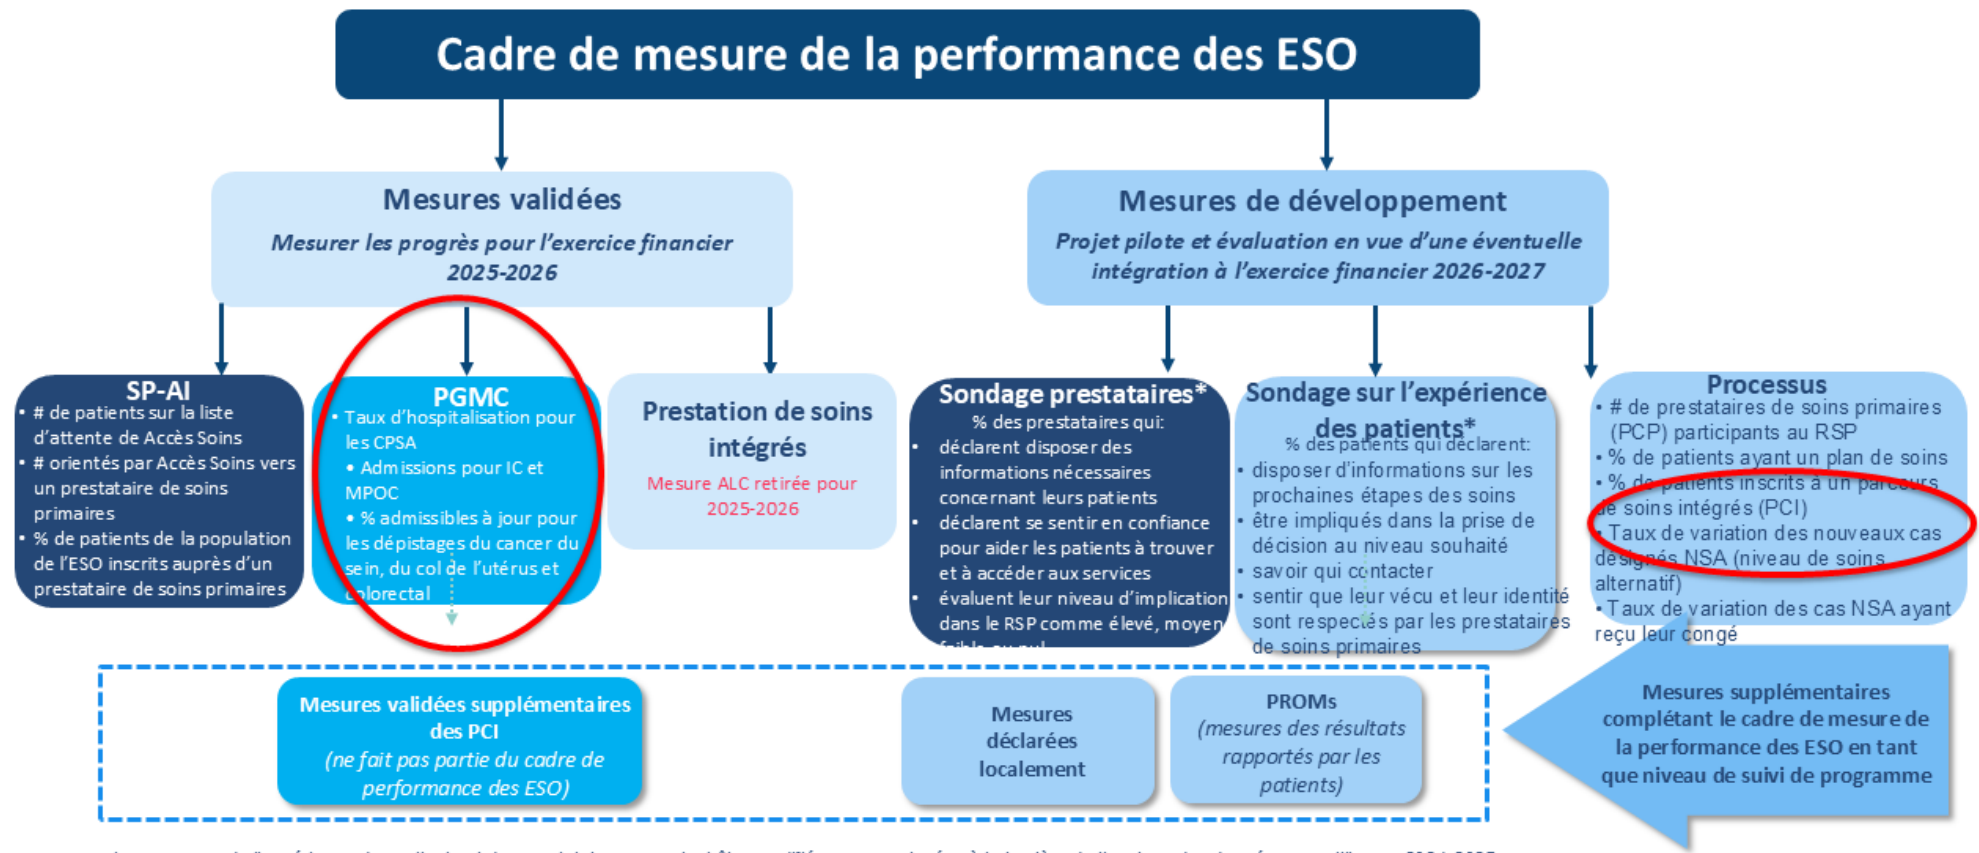 Cadre de mesure de la performance des ESO
Mesures validées
Mesurer les progrès pour l'exercice financier
2025-2026
Mesures de développement
Projet pilote et évaluation en vue d'une éventuelle
intégration à l'exercice financier 2026-2027
SP-AI
• # de patients sur la liste
d'attente de Accès Soins
• # orientés par Accès Soins vers
un prestataire de soins
primaires
• % de patients de la population
de l'ESO inscrits auprès d'un
prestataire de soins primaires
PGMC
• Taux d'hospitalisation pour
les CPSA
• Admissions pour IC et
MPOC
• % admissibles à jour pour
les dépistages du cancer du
sein, du col de l'utérus et
colorectal
Prestation de soins
intégrés
Mesure ALC retirée pour
2025-2026
Sondage prestataires*
% des prestataires qui:
• déclarent disposer des
informations nécessaires
concernant leurs patients
• déclarent se sentir en confiance
pour aider les patients à trouver
et à accéder aux services
• évaluent leur niveau d'implication
dans le RSP comme élevé, moyen
Sondage sur l'expérience
des patients*
% des patients qui déclarent:
• disposer d'informations sur les
prochaines étapes des soins
• être impliqués dans la prise de
décision au niveau souhaité
• savoir qui contacter
• sentir que leur vécu et leur identité
sont respectés par les prestataires
de soins primaires
Processus
• # de prestataires de soins primaires
(PCP) participants au RSP
• % de patients ayant un plan de soins
• % de patients inscrits à un parcours
de soins intégrés (PCI)
• Taux de variation des nouveaux cas
désignés NSA (niveau de soins
alternatif)
• Taux de variation des cas NSA ayant
reçu leur congé
Mesures validées supplémentaires
des PCI
(ne fait pas partie du cadre de
performance des ESO)
Mesures
déclarées
localement
PROMs
(mesures des résultats
rapportés par les
patients)
Mesures supplémentaires
complétant le cadre de mesure de
la performance des ESO en tant
que niveau de suivi de programme